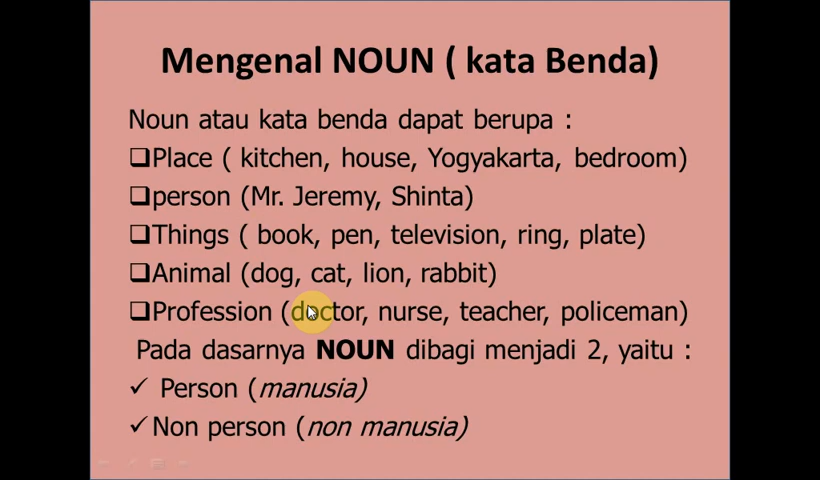 Mengenal NOUN ( kata Benda)
Noun atau kata benda dapat berupa :
❑Place ( kitchen, house, Yogyakarta, bedroom)
❑person (Mr. Jeremy, Shinta)
❑Things ( book, pen, television, ring, plate)
❑Animal (dog, cat, lion, rabbit)
❑Profession (doctor, nurse, teacher, policeman)
Pada dasarnya NOUN dibagi menjadi 2, yaitu :
✓ Person (manusia)
✓Non person (non manusia)